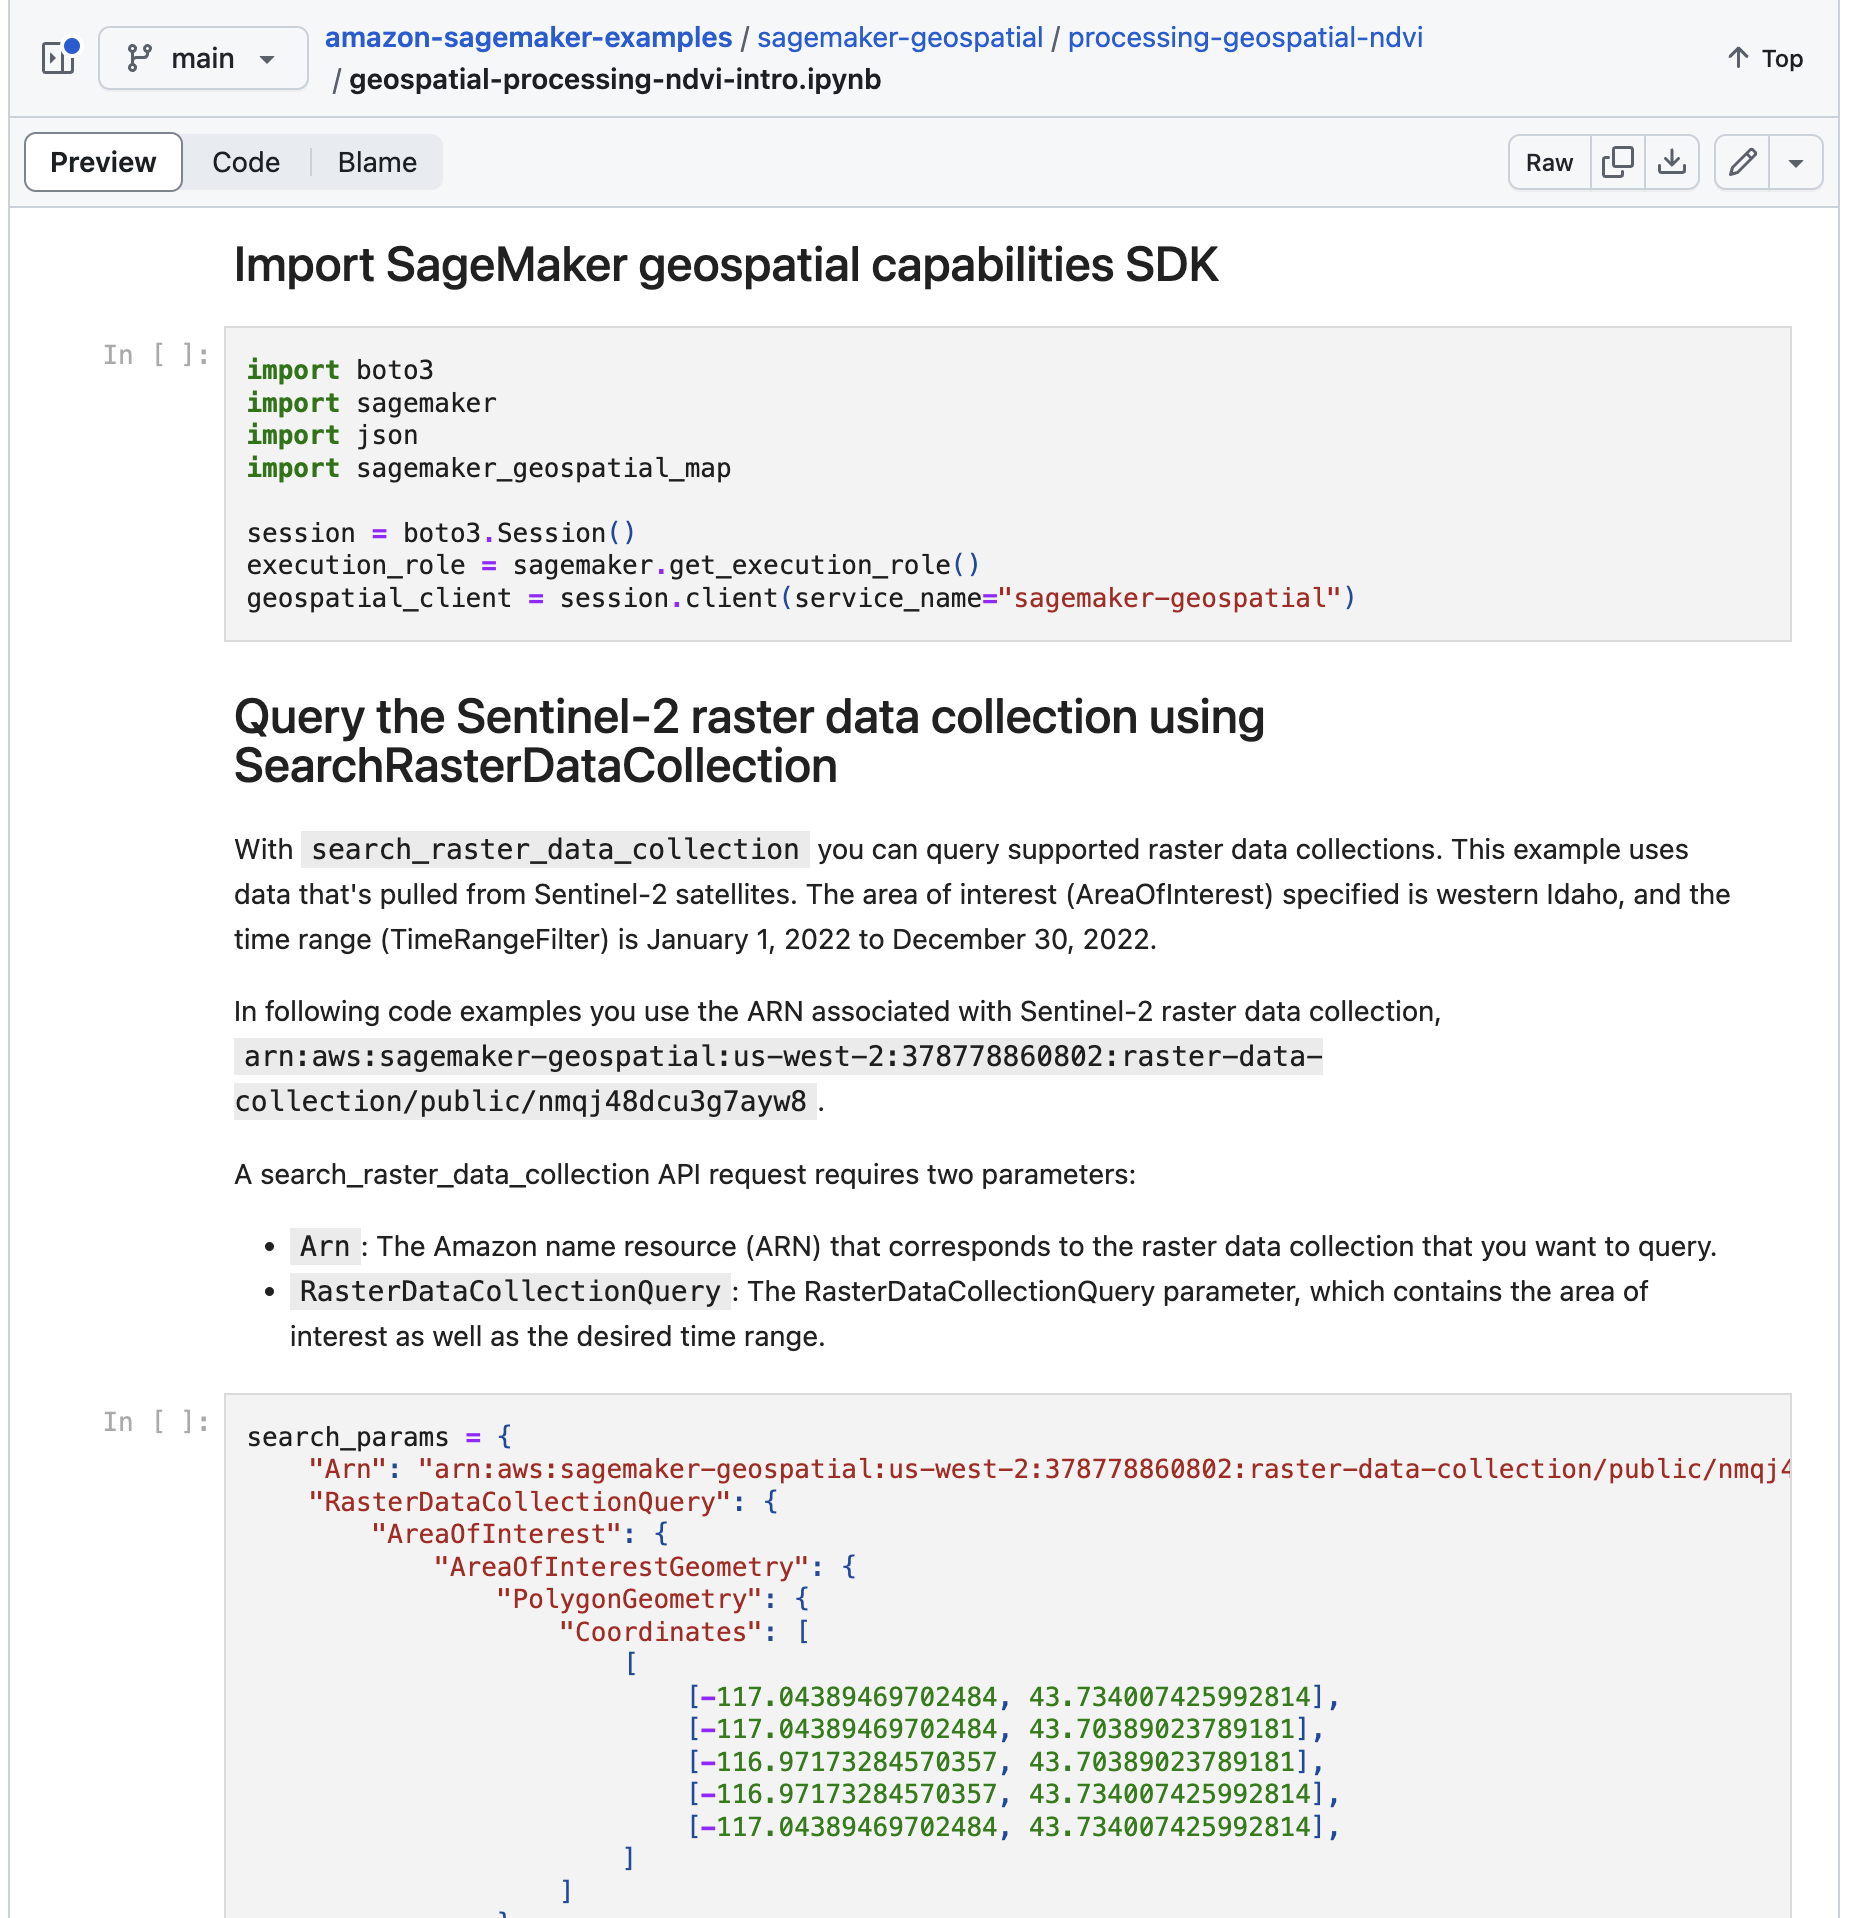 main
amazon-sagemaker-examples / sagemaker-geospatial / processing-geospatial-ndvi
/ geospatial-processing-ndvi-intro.ipynb
Top
Preview
Code
Blame
Raw
Import SageMaker geospatial capabilities SDK
In [ ]:
import boto3
import sagemaker
import json
import sagemaker_geospatial_map
session = boto3.Session()
execution_role = sagemaker.get_execution_role()
geospatial_client = session.client(service_name="sagemaker-geospatial")
Query the Sentinel-2 raster data collection using
SearchRasterDataCollection
With search_raster_data_collection you can query supported raster data collections. This example uses
data that's pulled from Sentinel-2 satellites. The area of interest (AreaOfInterest) specified is western Idaho, and the
time range (TimeRangeFilter) is January 1, 2022 to December 30, 2022.
In following code examples you use the ARN associated with Sentinel-2 raster data collection,
arn:aws:sagemaker-geospatial:us-west-2:378778860802:raster-data-
collection/public/nmqj48dcu3g7ayw8 .
A search_raster_data_collection API request requires two parameters:
• Arn : The Amazon name resource (ARN) that corresponds to the raster data collection that you want to query.
• RasterDataCollectionQuery : The RasterDataCollectionQuery parameter, which contains the area of
interest as well as the desired time range.
In [ ]:
search_params = {
    "Arn": "arn:aws:sagemaker-geospatial:us-west-2:378778860802:raster-data-collection/public/nmqj4
    "RasterDataCollectionQuery": {
        "AreaOfInterest": {
            "AreaOfInterestGeometry": {
                "PolygonGeometry": {
                    "Coordinates": [
                        [
                            [-117.04389469702484, 43.734007425992814],
                            [-117.04389469702484, 43.70389023789181],
                            [-116.97173284570357, 43.70389023789181],
                            [-116.97173284570357, 43.734007425992814],
                            [-117.04389469702484, 43.734007425992814],
                        ]
                    ]
                }